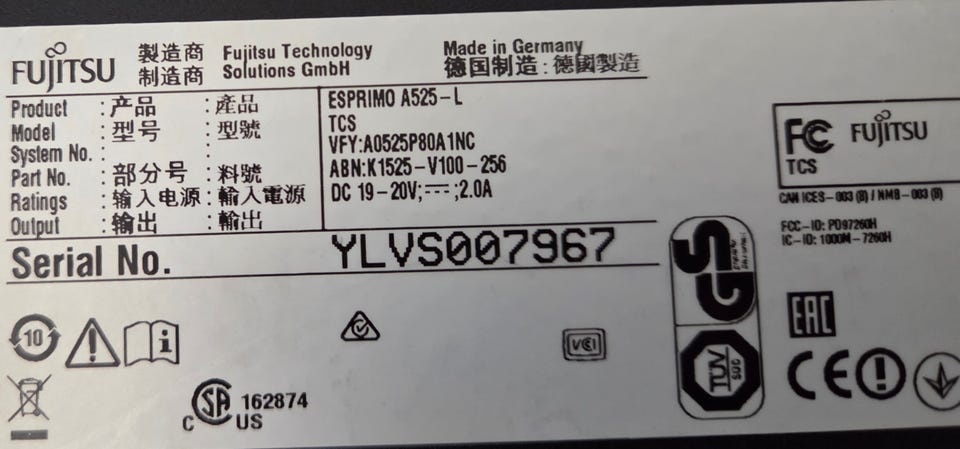 FUJITSU 製造商 Fujitsu Technology Made in Germany
制造商 Solutions GmbH 德国制造 : 德國製造
Product : 产品 : 產品 ESPRIMO A525-L
Model : 型号 : 型號 TCS
System No. : : VFY:A0525P80A1NC
Part No. : 部分号 : 料號 ABN:K1525-V100-256
Ratings : 输入电源 : 輸入電源 DC 19-20V; ⎓ ;2.0A
Output : 输出 : 輸出
Serial No. YLVS007967
FC FUJITSU
TCS
CAN ICES-003 (B) / NMB-003 (B)
FCC-ID: PD97260H
IC-ID: 1000M-7260H
10
i
VCCI
TÜV
SÜD
EAC
CE
C SA US 162874